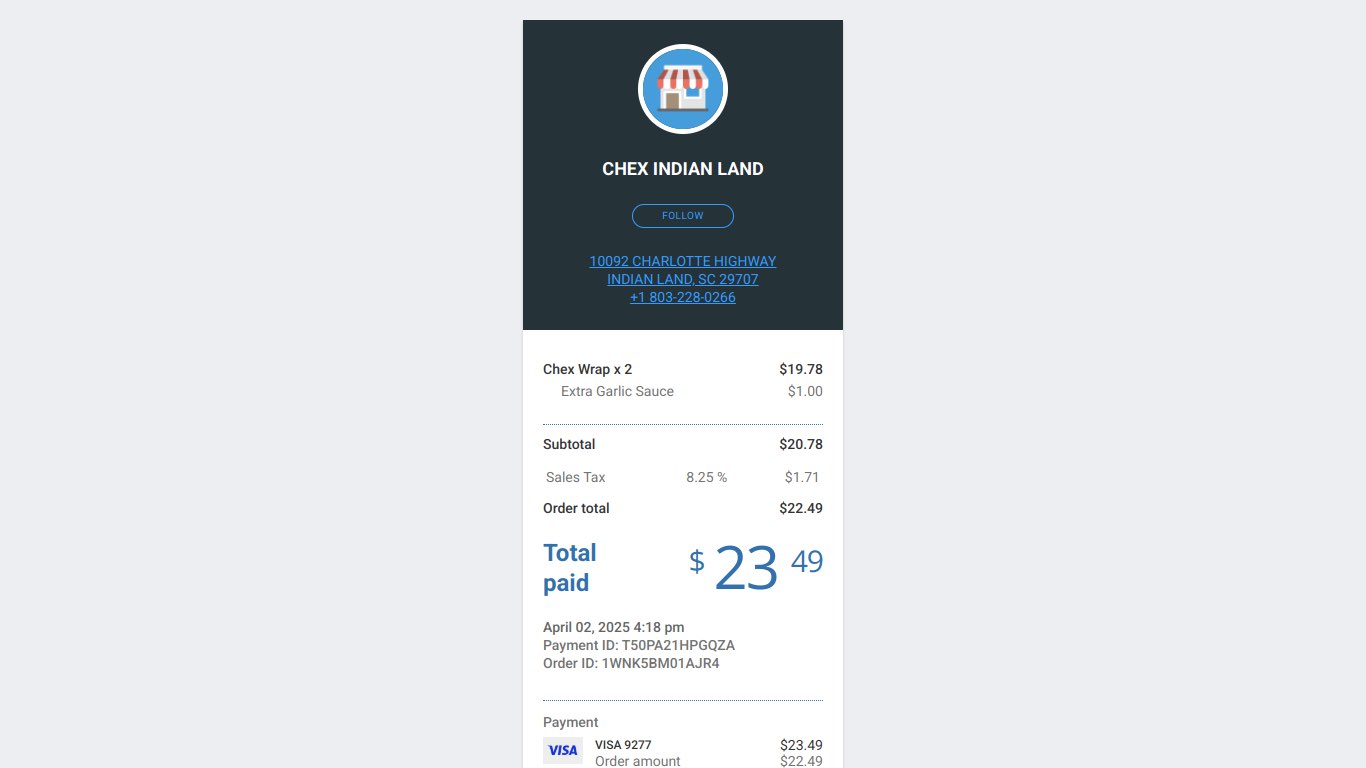 CHEX INDIAN LAND
FOLLOW
10092 CHARLOTTE HIGHWAY
INDIAN LAND, SC 29707
+1 803-228-0266
Chex Wrap x 2 $19.78
Extra Garlic Sauce $1.00
Subtotal $20.78
Sales Tax 8.25 % $1.71
Order total $22.49
Total paid $ 23 49
April 02, 2025 4:18 pm
Payment ID: T50PA21HPGQZA
Order ID: 1WNK5BM01AJR4
Payment
VISA VISA 9277 $23.49
Order amount $22.49